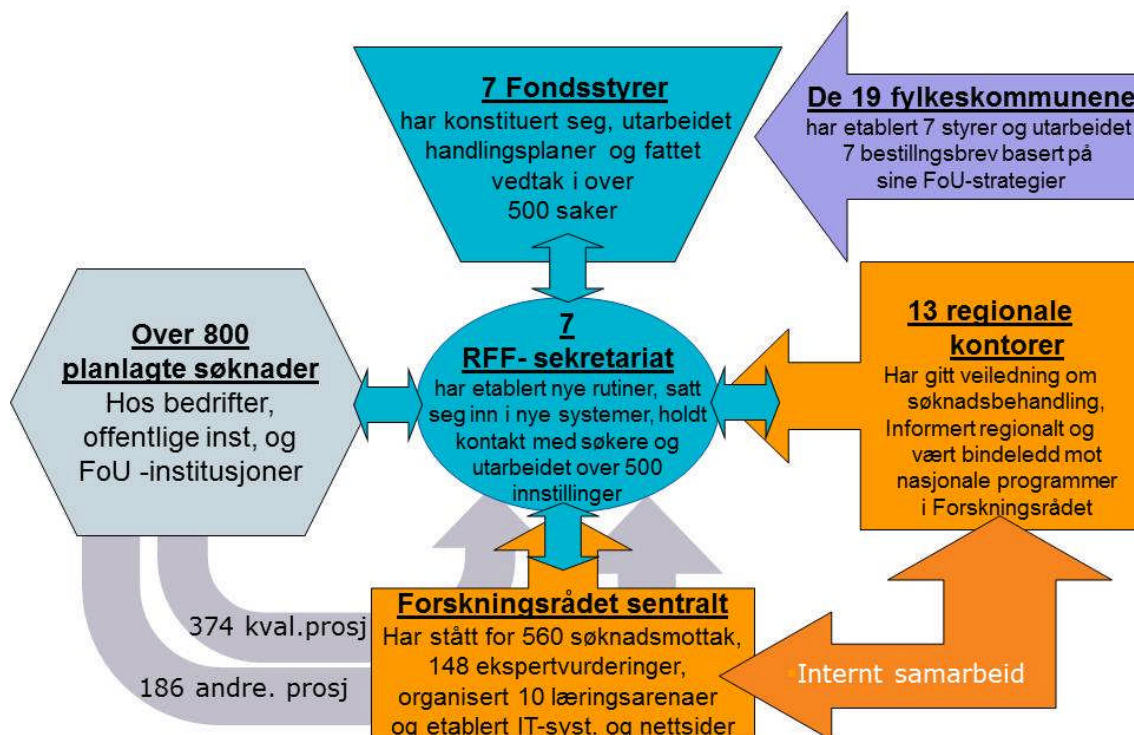 7 Fondsstyrer
har konstituert seg, utarbeidet
handlingsplaner og fattet
vedtak i over
500 saker
De 19 fylkeskommunene
har etablert 7 styrer og utarbeidet
7 bestillngsbrev basert på
sine FoU-strategier
Over 800
planlagte søknader
Hos bedrifter,
offentlige inst, og
FoU -institusjoner
7
RFF- sekretariat
har etablert nye rutiner, satt
seg inn i nye systemer, holdt
kontakt med søkere og
utarbeidet over 500
innstillinger
13 regionale
kontorer
Har gitt veiledning om
søknadsbehandling,
Informert regionalt og
vært bindeledd mot
nasjonale programmer
i Forskningsrådet
374 kval.prosj
186 andre. prosj
Forskningsrådet sentralt
Har stått for 560 søknadsmottak,
148 ekspertvurderinger,
organisert 10 læringsarenaer
og etablert IT-syst. og nettsider
Internt samarbeid